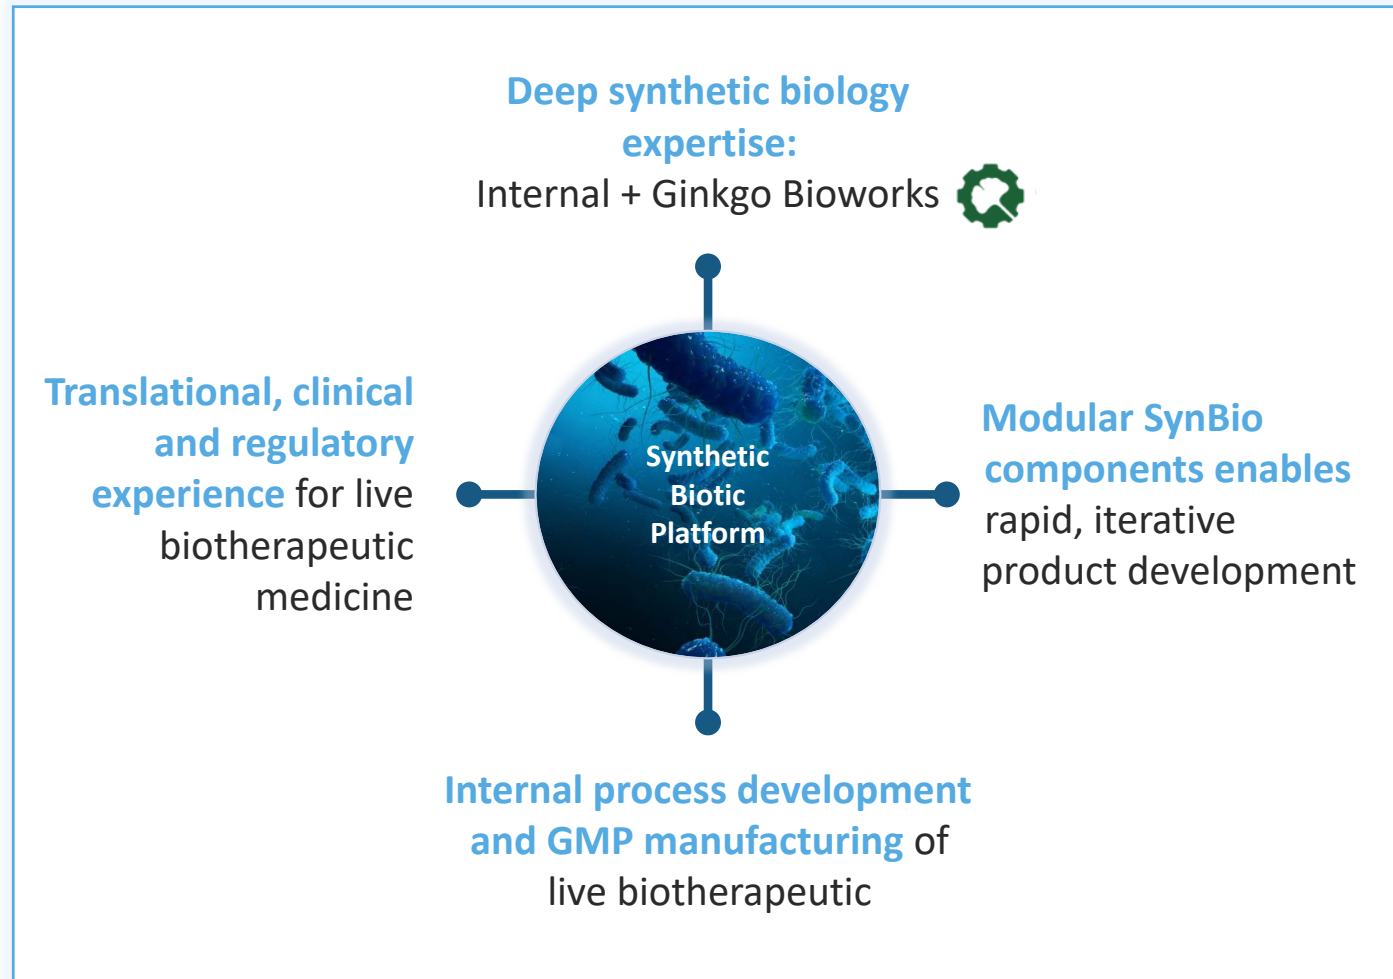 Deep synthetic biology
expertise:
Internal + Ginkgo Bioworks
Translational, clinical
and regulatory
experience for live
biotherapeutic
medicine
Synthetic
Biotic
Platform
Modular SynBio
components enables
rapid, iterative
product development
Internal process development
and GMP manufacturing of
live biotherapeutic